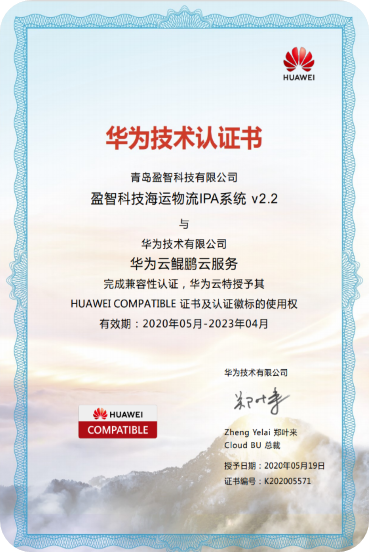 HUAWEI
华为技术认证书
青岛盈智科技有限公司
盈智科技海运物流IPA系统 v2.2
与
华为技术有限公司
华为云鲲鹏云服务
完成兼容性认证，华为云特授予其
HUAWEI COMPATIBLE 证书及认证徽标的使用权
有效期：2020年05月-2023年04月
华为技术有限公司
郑叶来
HUAWEI
COMPATIBLE
Zheng Yelai 郑叶来
Cloud BU 总裁
授予日期：2020年05月19日
证书编号：K202005571